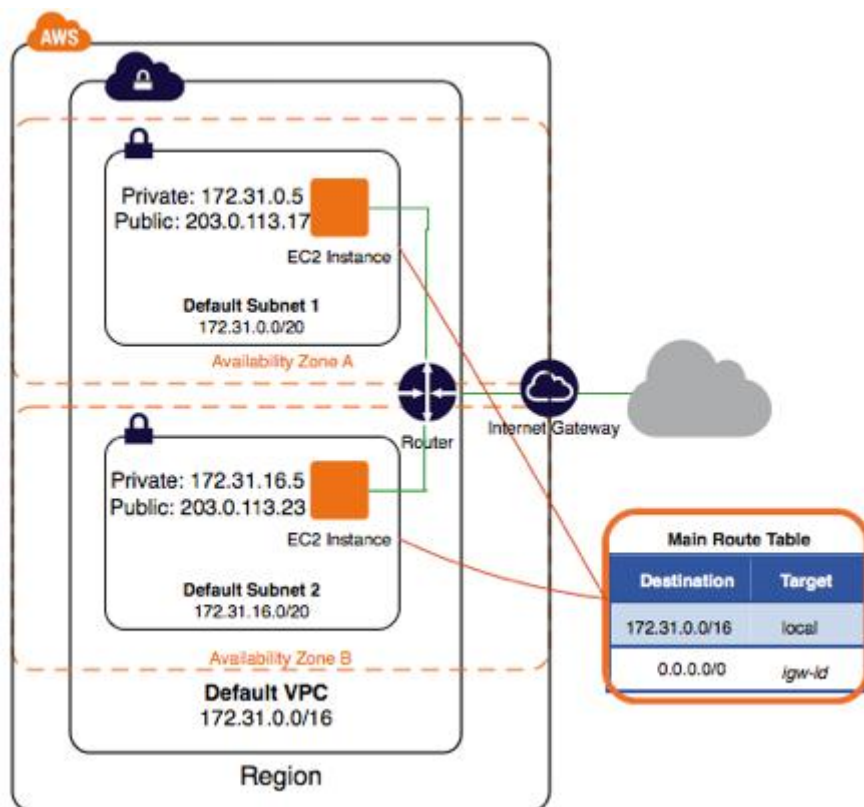 AWS
Private: 172.31.0.5
Public: 203.0.113.17
EC2 Instance
Default Subnet 1
172.31.0.0/20
Availability Zone A
Router
Internet Gateway
Private: 172.31.16.5
Public: 203.0.113.23
EC2 Instance
Default Subnet 2
172.31.16.0/20
Availability Zone B
Default VPC
172.31.0.0/16
Region
Main Route Table
Destination Target
172.31.0.0/16 local
0.0.0.0/0 igw-id